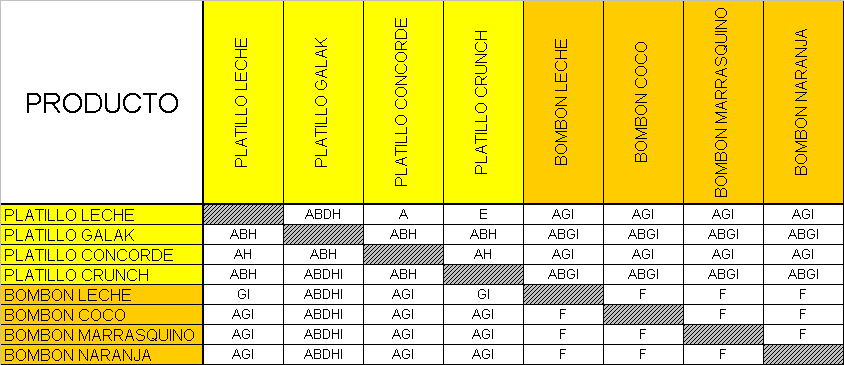 PRODUCTO PLATILLO LECHE PLATILLO GALAK PLATILLO CONCORDE PLATILLO CRUNCH BOMBON LECHE BOMBON COCO BOMBON MARRASQUINO BOMBON NARANJA
PLATILLO LECHE ABDH A E AGI AGI AGI AGI
PLATILLO GALAK ABH ABH ABH ABGI ABGI ABGI ABGI
PLATILLO CONCORDE AH ABH AH AGI AGI AGI AGI
PLATILLO CRUNCH ABH ABDHI ABH ABGI ABGI ABGI ABGI
BOMBON LECHE GI ABDHI AGI GI F F F
BOMBON COCO AGI ABDHI AGI AGI F F F
BOMBON MARRASQUINO AGI ABDHI AGI AGI F F F
BOMBON NARANJA AGI ABDHI AGI AGI F F F